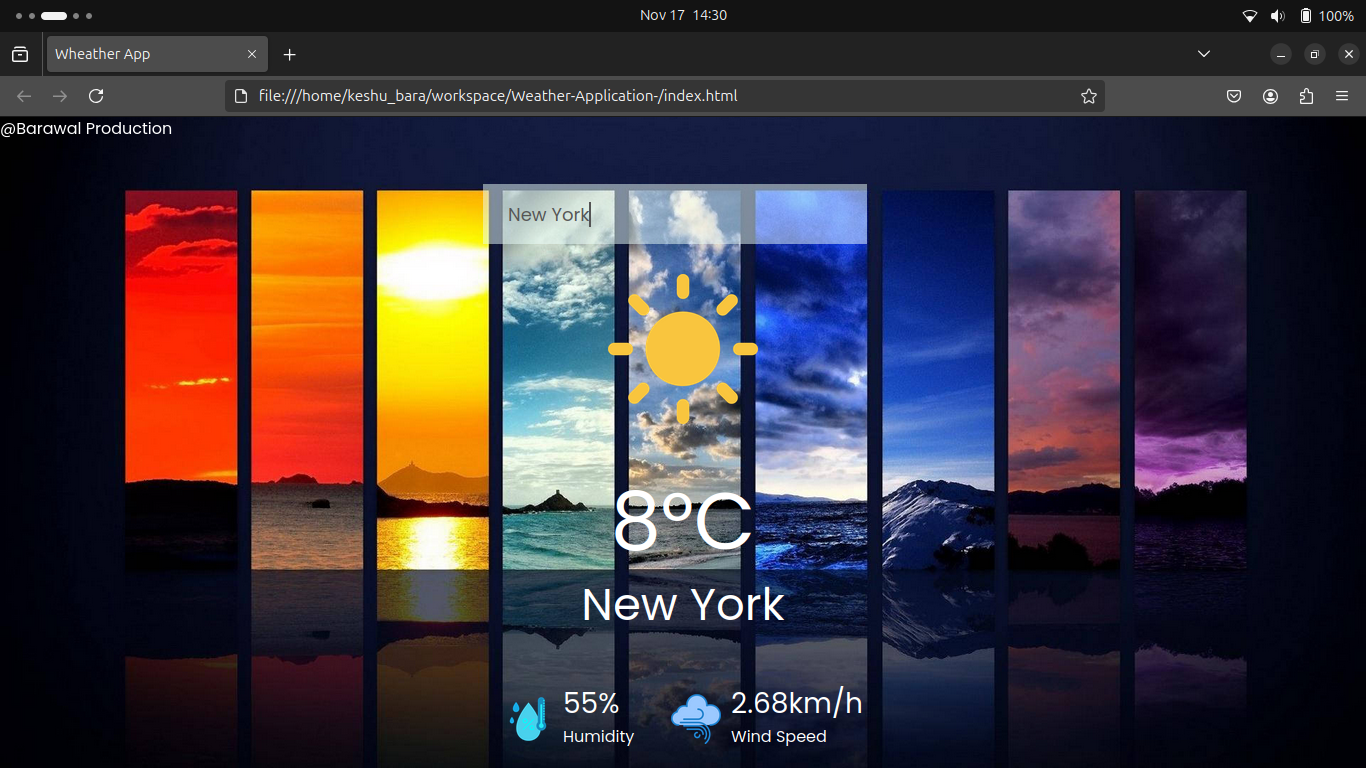 Nov 17 14:30
100%
Wheather App
file:///home/keshu_bara/workspace/Weather-Application-/index.html
@Barawal Production
New York
8°C
New York
55%
Humidity
2.68km/h
Wind Speed